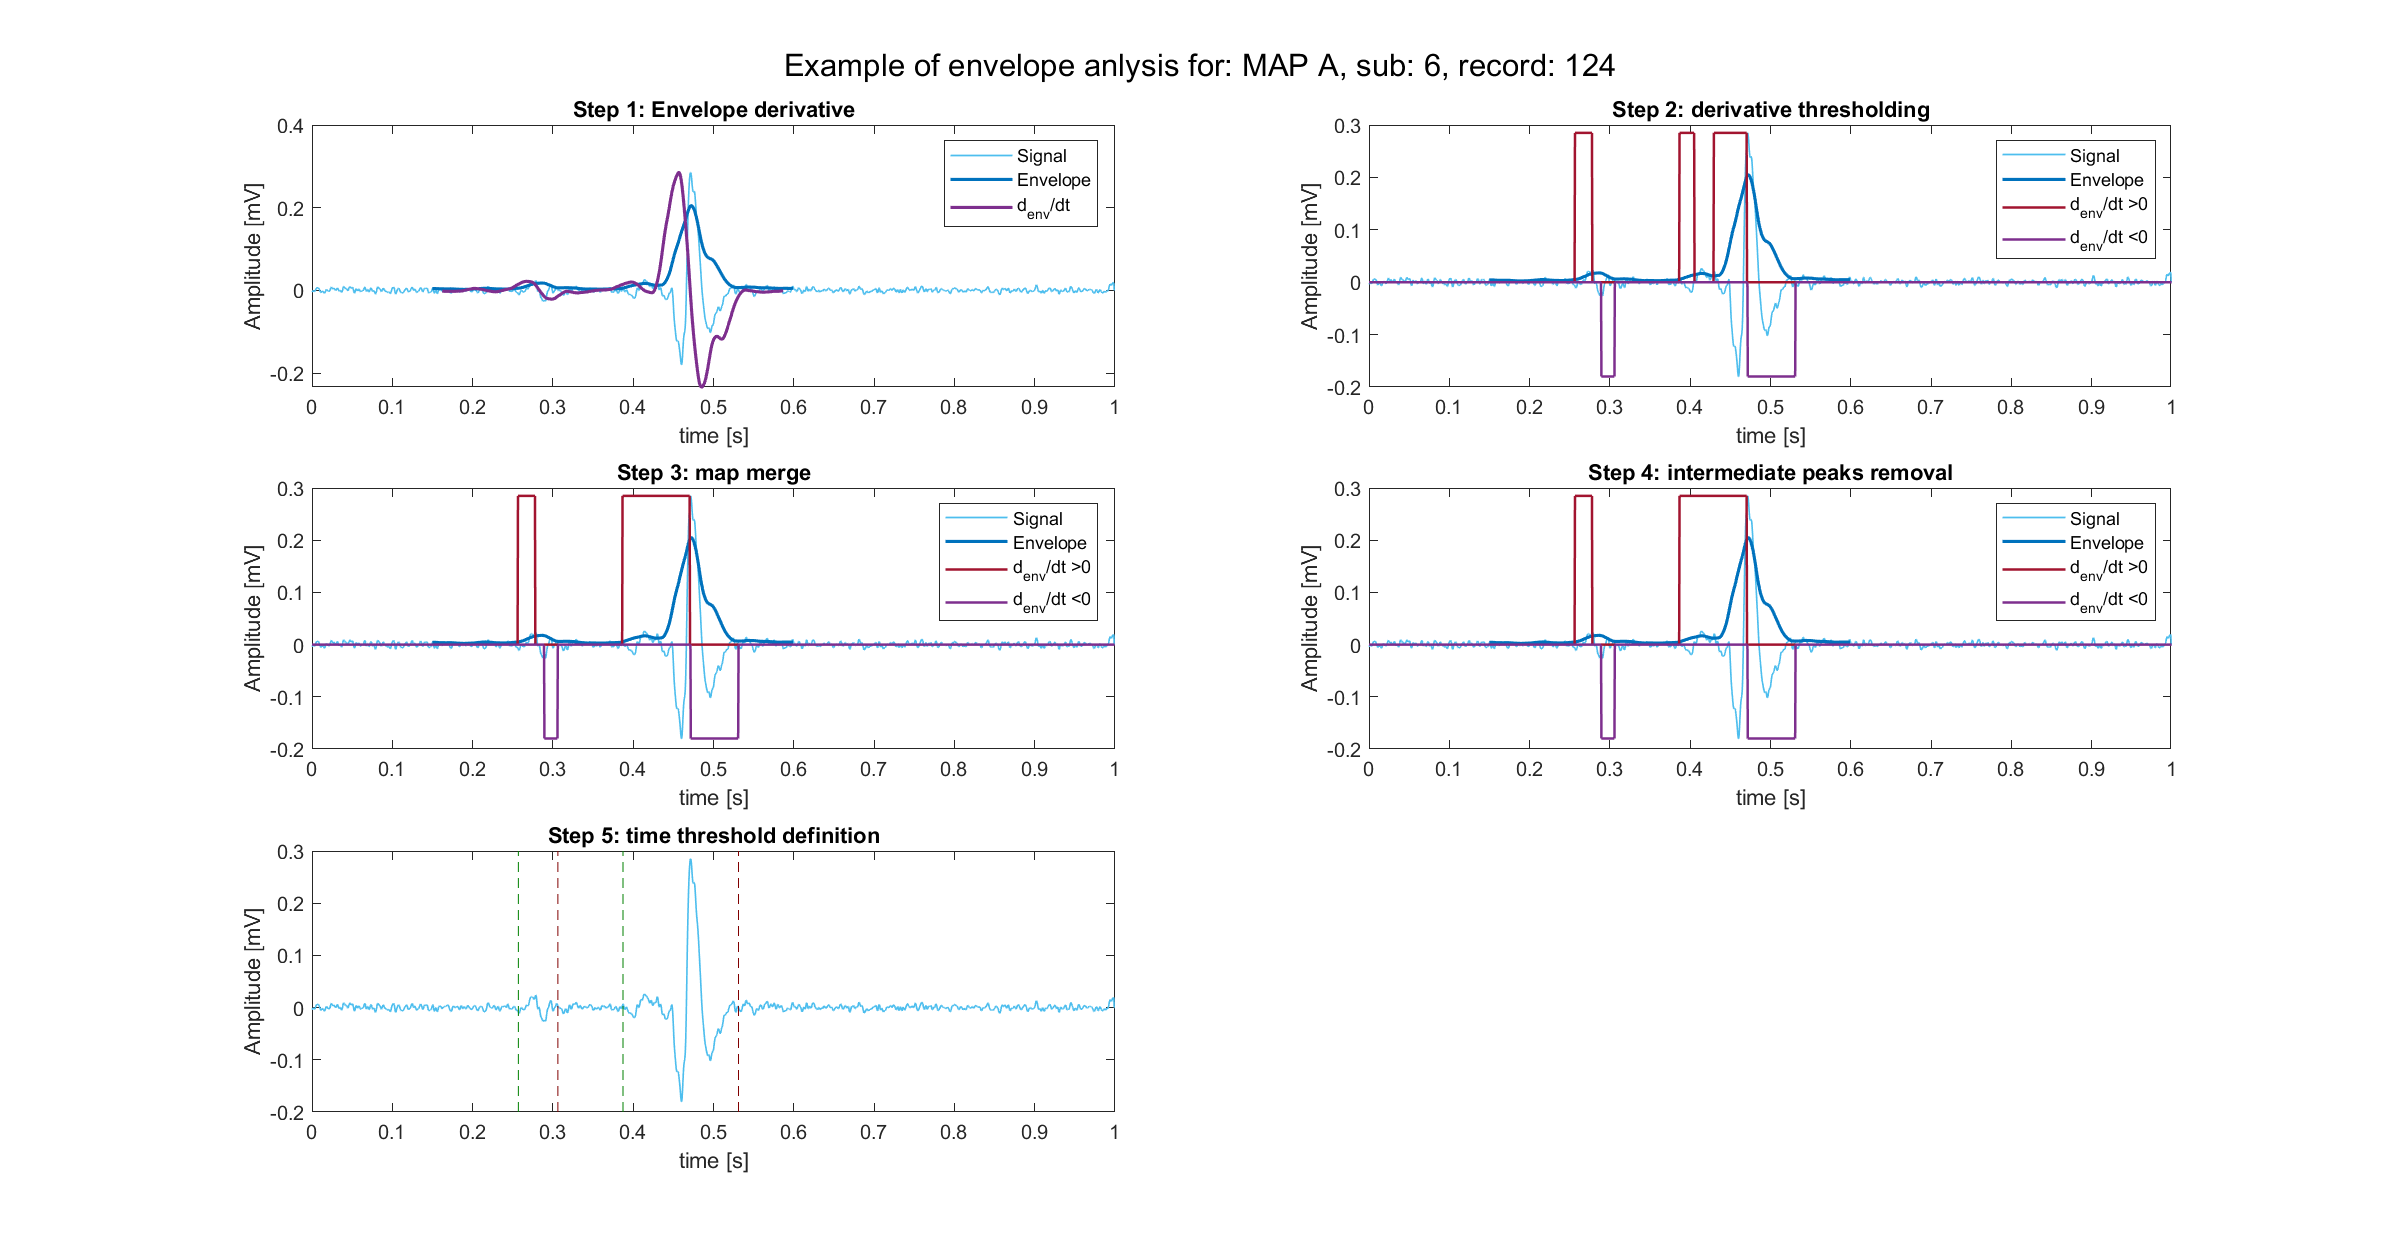 Example of envelope anlysis for: MAP A, sub: 6, record: 124
Step 1: Envelope derivative
0.4
0.2
0
-0.2
Amplitude [mV]
0 0.1 0.2 0.3 0.4 0.5 0.6 0.7 0.8 0.9 1
time [s]
Signal
Envelope
d_env/dt
Step 2: derivative thresholding
0.3
0.2
0.1
0
-0.1
-0.2
Amplitude [mV]
0 0.1 0.2 0.3 0.4 0.5 0.6 0.7 0.8 0.9 1
time [s]
Signal
Envelope
d_env/dt >0
d_env/dt <0
Step 3: map merge
0.3
0.2
0.1
0
-0.1
-0.2
Amplitude [mV]
0 0.1 0.2 0.3 0.4 0.5 0.6 0.7 0.8 0.9 1
time [s]
Signal
Envelope
d_env/dt >0
d_env/dt <0
Step 4: intermediate peaks removal
0.3
0.2
0.1
0
-0.1
-0.2
Amplitude [mV]
0 0.1 0.2 0.3 0.4 0.5 0.6 0.7 0.8 0.9 1
time [s]
Signal
Envelope
d_env/dt >0
d_env/dt <0
Step 5: time threshold definition
0.3
0.2
0.1
0
-0.1
-0.2
Amplitude [mV]
0 0.1 0.2 0.3 0.4 0.5 0.6 0.7 0.8 0.9 1
time [s]